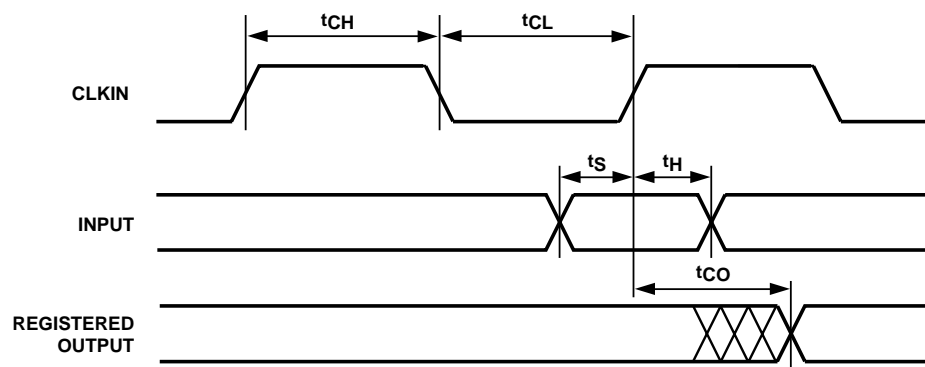 tCH
tCL
CLKIN
tS
tH
INPUT
tCO
REGISTERED
OUTPUT